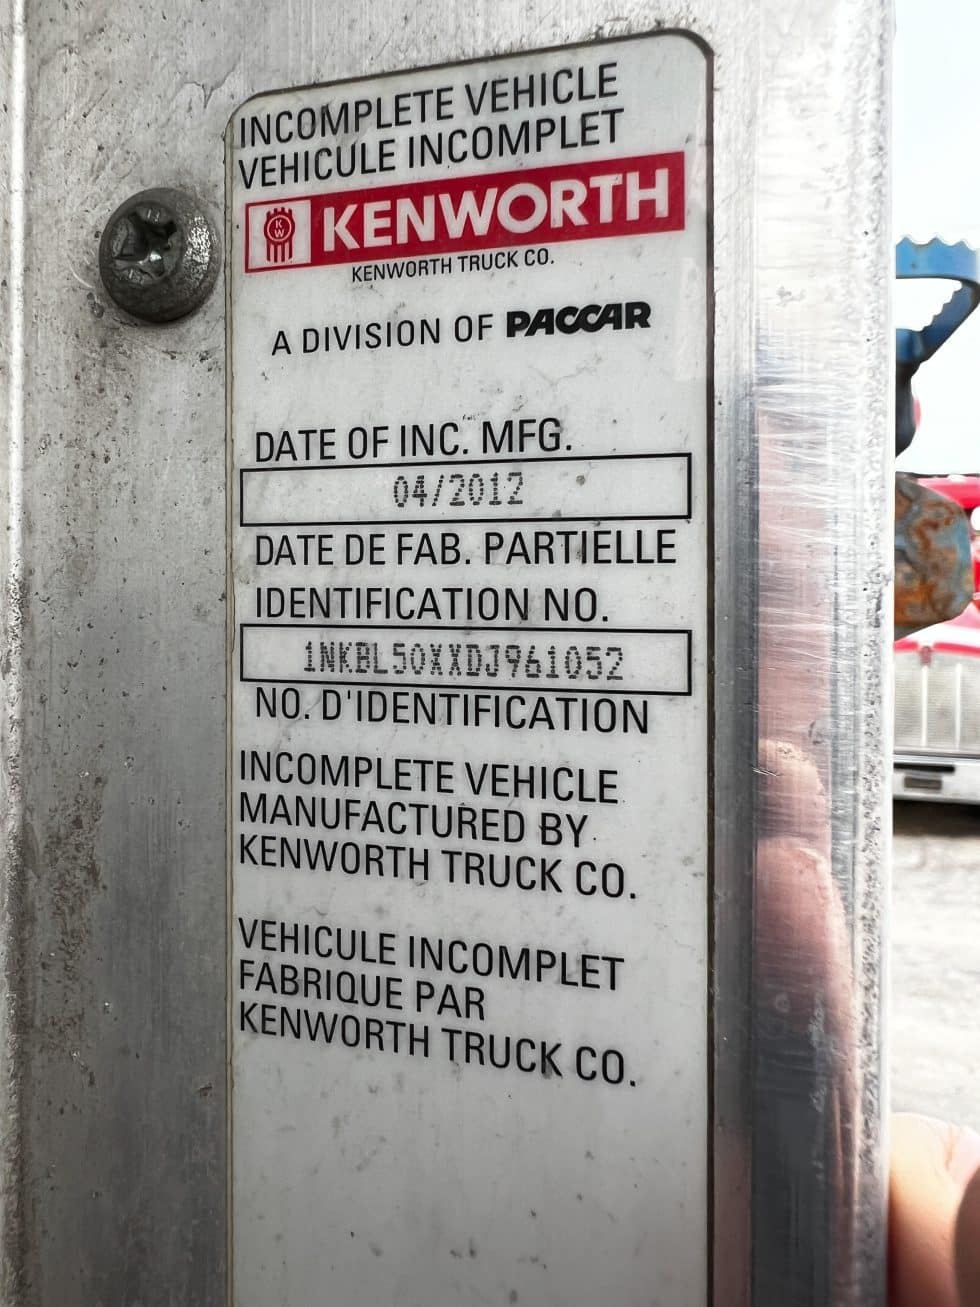 INCOMPLETE VEHICLE
VEHICULE INCOMPLET
KW KENWORTH
KENWORTH TRUCK CO.
A DIVISION OF PACCAR
DATE OF INC. MFG.
04/2012
DATE DE FAB. PARTIELLE
IDENTIFICATION NO.
1NKBL50XXDJ961052
NO. D'IDENTIFICATION
INCOMPLETE VEHICLE
MANUFACTURED BY
KENWORTH TRUCK CO.
VEHICULE INCOMPLET
FABRIQUE PAR
KENWORTH TRUCK CO.